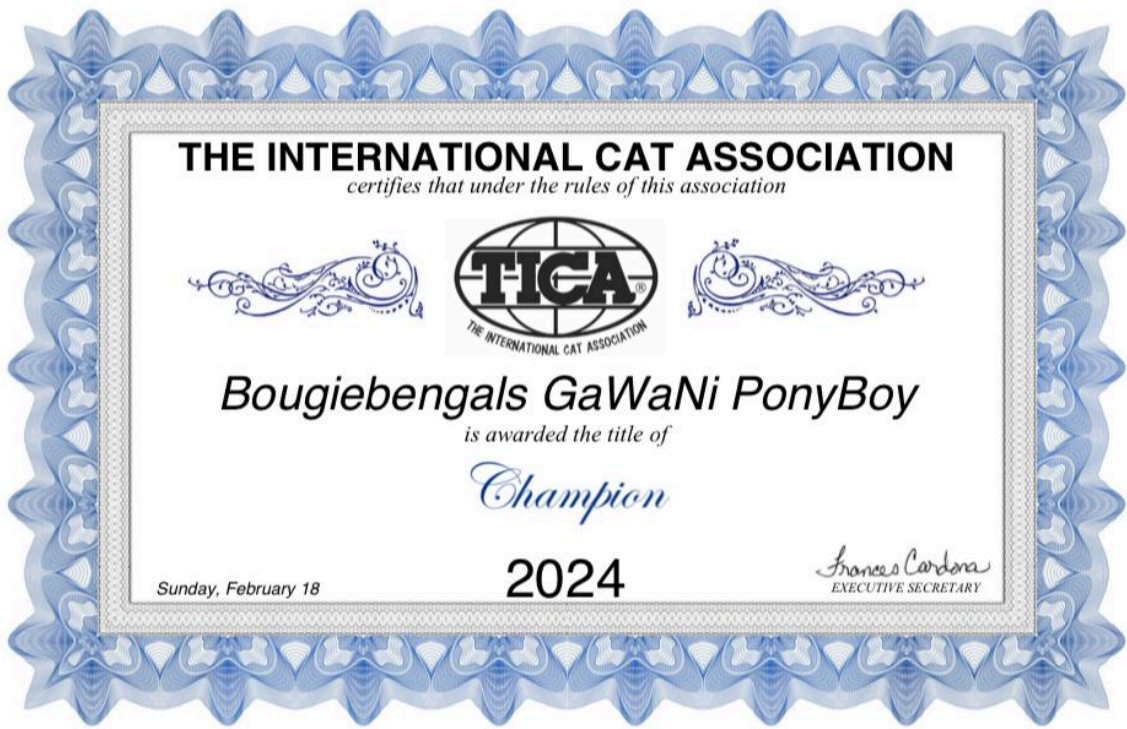 THE INTERNATIONAL CAT ASSOCIATION
certifies that under the rules of this association
TICA®
THE INTERNATIONAL CAT ASSOCIATION
Bougiebengals GaWaNi PonyBoy
is awarded the title of
Champion
Sunday, February 18
2024
Frances Cardona
EXECUTIVE SECRETARY